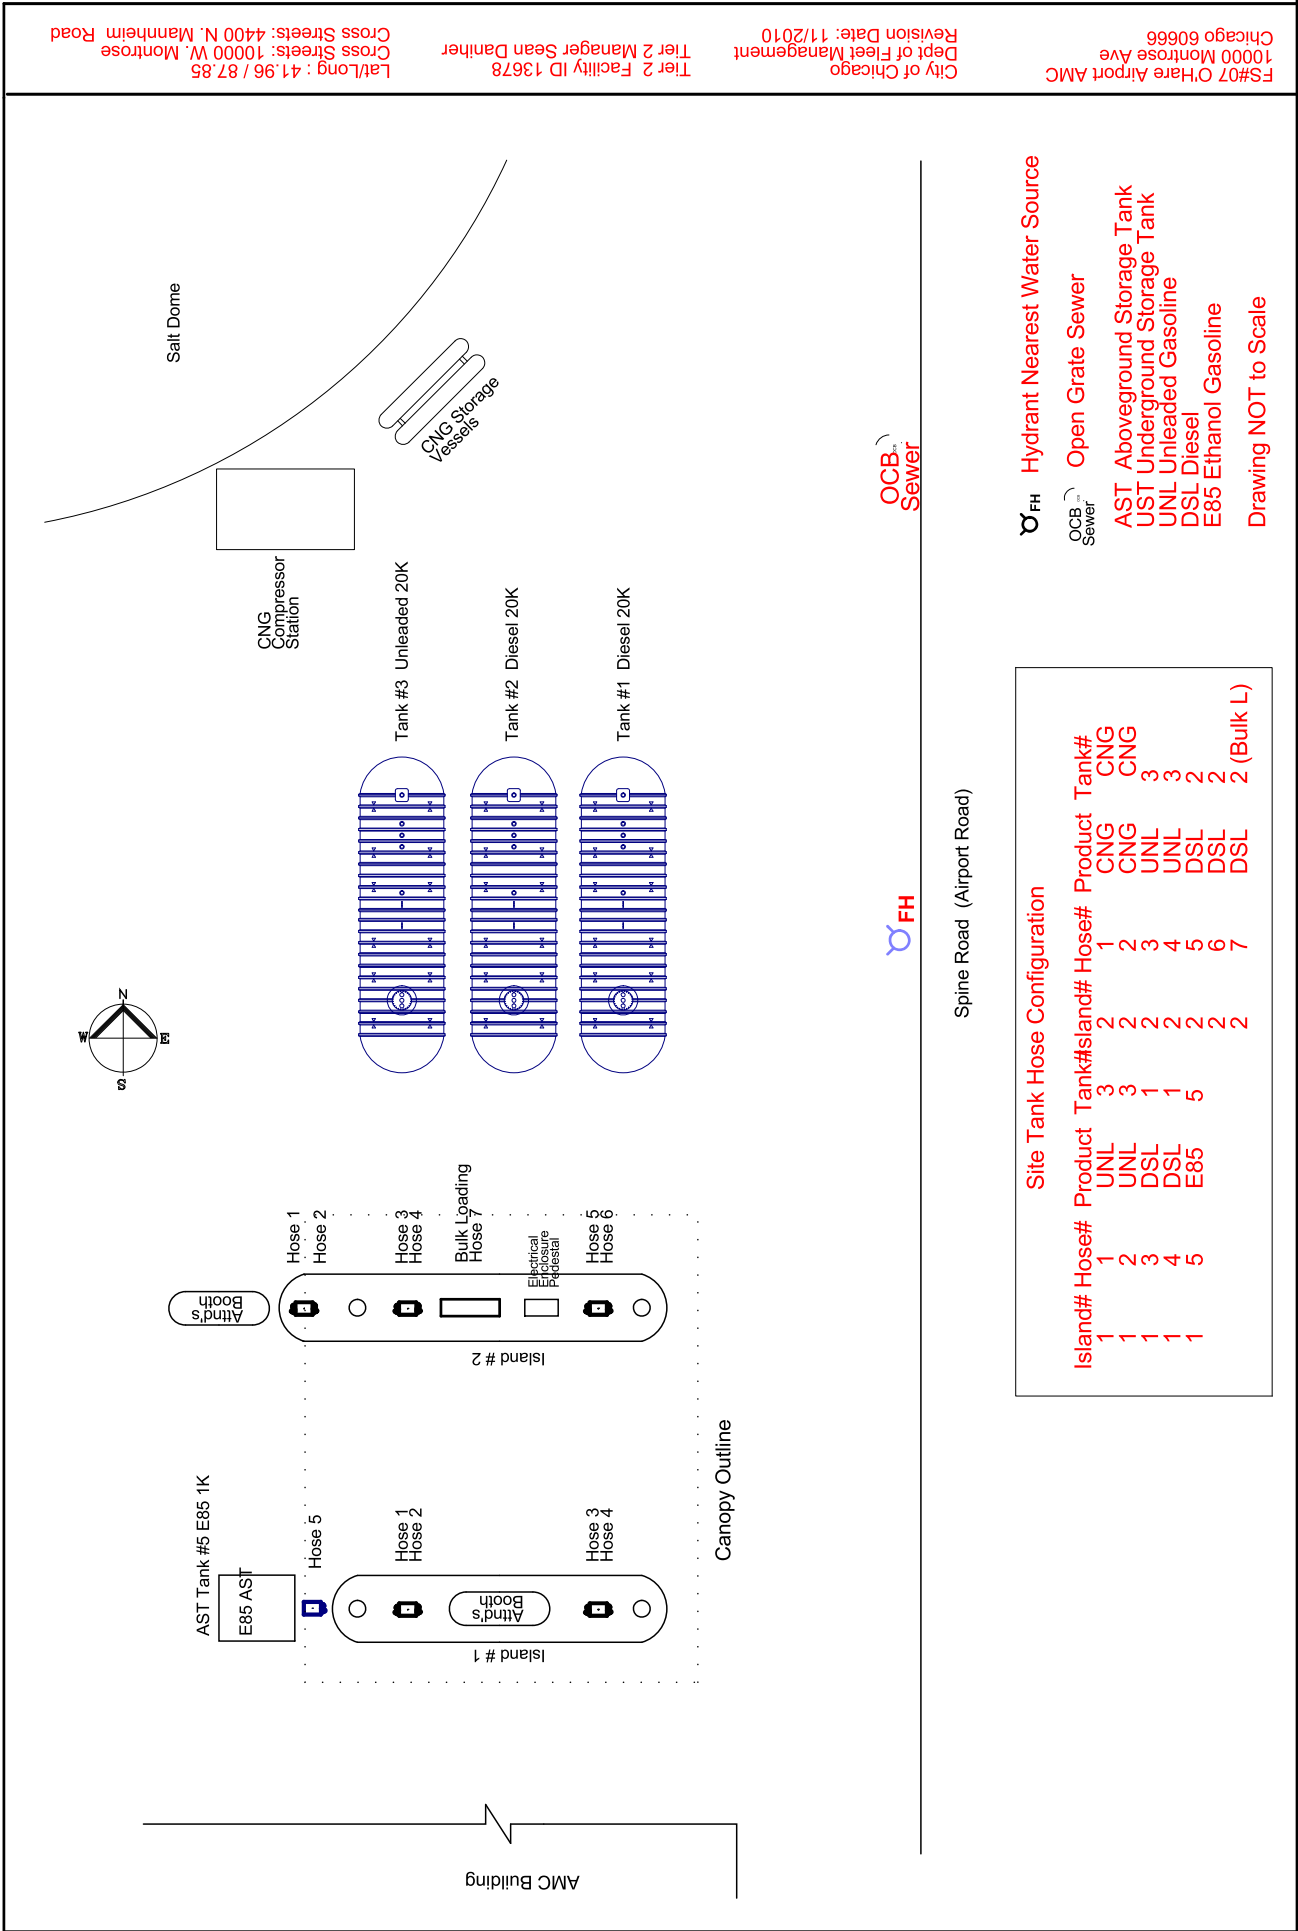 FS#07 O'Hare Airport AMC
10000 Montrose Ave
Chicago 60666
City of Chicago
Dept of Fleet Management
Revision Date: 11/2010
Tier 2  Facility ID 13678
Tier 2 Manager Sean Daniher
Lat/Long : 41.96 / 87.85
Cross Streets: 10000 W. Montrose
Cross Streets: 4400 N. Mannheim  Road
Salt Dome
CNG Storage
Vessels
CNG
Compressor
Station
Tank #3  Unleaded 20K
Tank #2  Diesel 20K
Tank #1  Diesel 20K
N
W
E
S
Attnd's
Booth
Hose 1
Hose 2
Hose 3
Hose 4
Bulk Loading
Hose 7
Electrical
Enclosure
Pedestal
Hose 5
Hose 6
Island # 2
AST Tank #5 E85 1K
E85 AST
Hose 5
Hose 1
Hose 2
Hose 3
Hose 4
Attnd's
Booth
Island # 1
Canopy Outline
AMC Building
OCB
Sewer
FH
Spine Road  (Airport Road)
FH Hydrant Nearest Water Source
OCB
Sewer
Open Grate Sewer
AST  Aboveground Storage Tank
UST Underground Storage Tank
UNL Unleaded Gasoline
DSL Diesel
E85 Ethanol Gasoline
Drawing NOT to Scale
Site Tank Hose Configuration
Island# Hose#  Product  Tank# Island# Hose#  Product  Tank#
1 1 UNL 3 2 1 CNG CNG
1 2 UNL 3 2 2 CNG CNG
1 3 DSL 1 2 3 UNL 3
1 4 DSL 1 2 4 UNL 3
1 5 E85 5 2 5 DSL 2
2 6 DSL 2
2 7 DSL 2 (Bulk L)